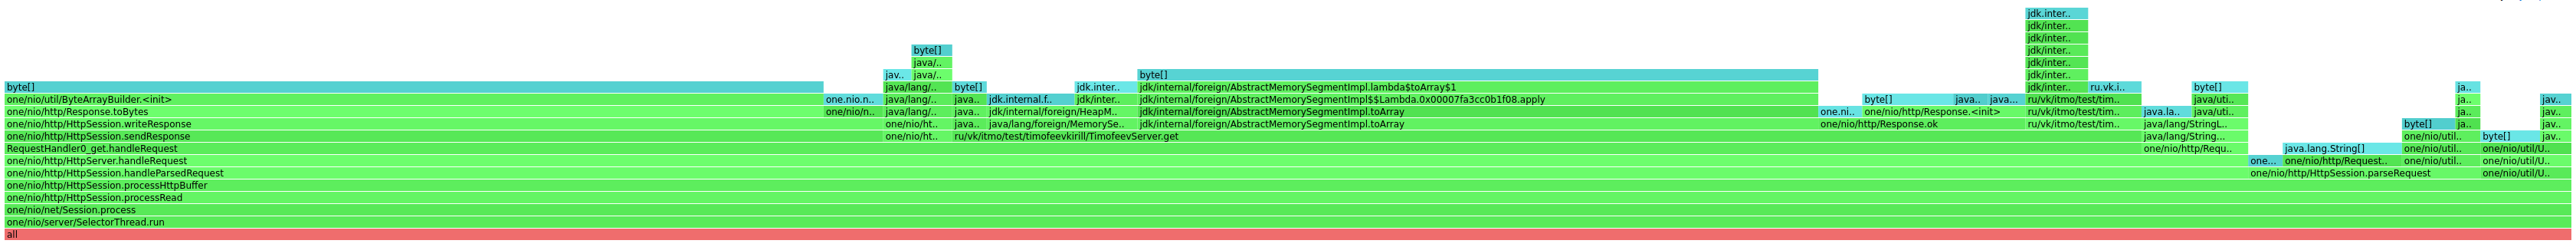 jdk.inter..
jdk/inter..
jdk/inter..
jdk/inter..
byte[] jdk/inter..
java/.. jdk/inter..
jav.. java/.. byte[] jdk/inter..
byte[] java/lang/.. byte[] jdk.inter.. jdk/internal/foreign/AbstractMemorySegmentImpl.lambda$toArray$1 jdk/inter.. ru.vk.i.. byte[] ja..
one/nio/util/ByteArrayBuilder.<init> one.nio.n.. java/lang/.. java.. jdk.internal.f.. jdk/inter.. jdk/internal/foreign/AbstractMemorySegmentImpl$$Lambda.0x00007fa3cc0b1f08.apply byte[] java.. java... ru/vk/itmo/test/tim.. java/uti.. ja.. jav..
one/nio/http/Response.toBytes one/nio/n.. java/lang/.. java.. jdk/internal/foreign/HeapM.. jdk/internal/foreign/AbstractMemorySegmentImpl.toArray one.ni.. one/nio/http/Response.<init> ru/vk/itmo/test/tim.. java.la.. java/uti.. ja.. jav..
one/nio/http/HttpSession.writeResponse one/nio/ht.. java.. java/lang/foreign/MemorySe.. jdk/internal/foreign/AbstractMemorySegmentImpl.toArray one/nio/http/Response.ok ru/vk/itmo/test/tim.. java/lang/StringL.. byte[] ja.. jav..
one/nio/http/HttpSession.sendResponse one/nio/ht.. ru/vk/itmo/test/timofeevkirill/TimofeevServer.get java/lang/String... one/nio/util.. byte[] jav..
RequestHandler0_get.handleRequest one/nio/http/Requ.. java.lang.String[] one/nio/util.. one/nio/util/U..
one/nio/http/HttpServer.handleRequest one... one/nio/http/Request.. one/nio/util.. one/nio/util/U..
one/nio/http/HttpSession.handleParsedRequest one/nio/http/HttpSession.parseRequest one/nio/util/U..
one/nio/http/HttpSession.processHttpBuffer
one/nio/http/HttpSession.processRead
one/nio/net/Session.process
one/nio/server/SelectorThread.run
all